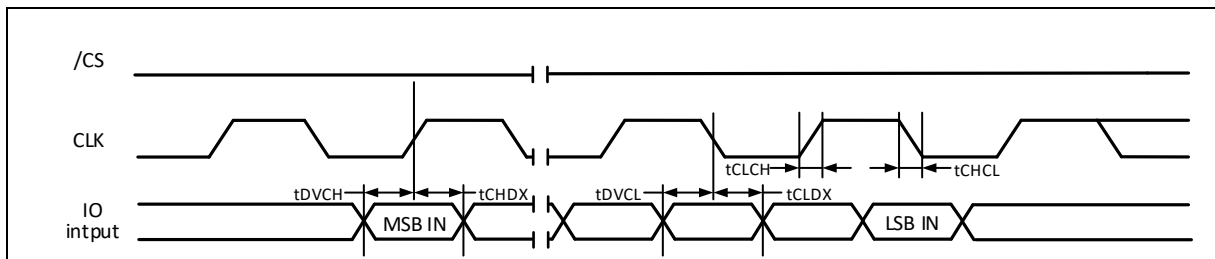 /CS
CLK
tCLCH
tCHCL
tDVCH
tCHDX
tDVCL
tCLDX
IO
intput
MSB IN
LSB IN